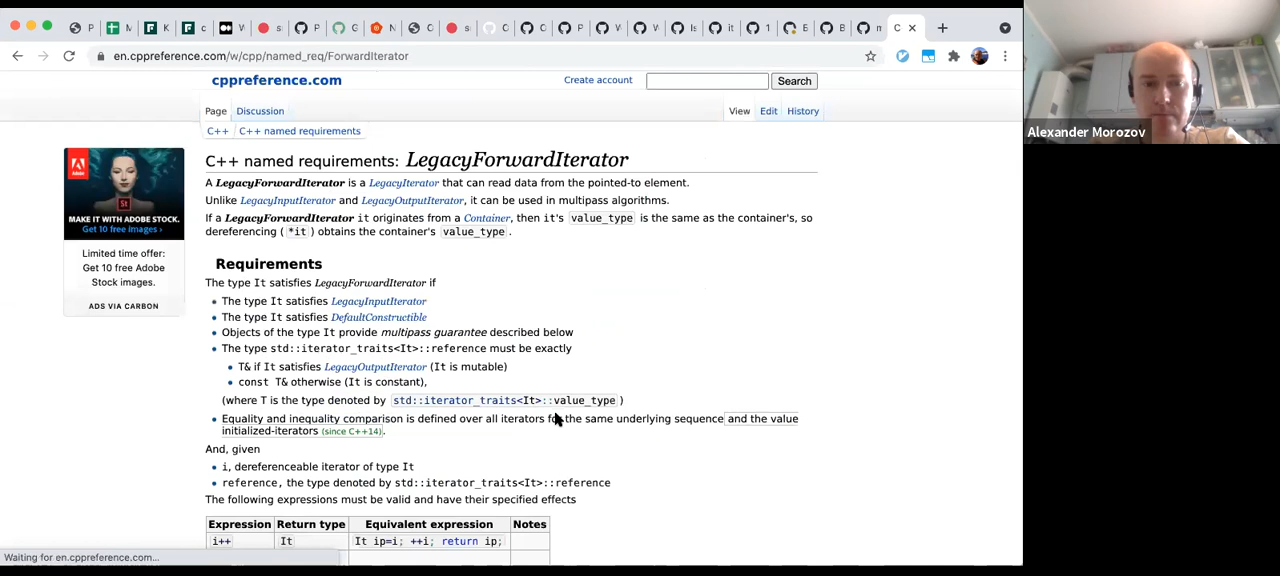 en.cppreference.com/w/cpp/named_req/ForwardIterator
cppreference.com
Create account
Search
Page
Discussion
View
Edit
History
C++
C++ named requirements
MAKE IT WITH ADOBE STOCK.
Get 10 free images ›
Limited time offer:
Get 10 free Adobe
Stock images.
ADS VIA CARBON
C++ named requirements: LegacyForwardIterator
A LegacyForwardIterator is a LegacyIterator that can read data from the pointed-to element.
Unlike LegacyInputIterator and LegacyOutputIterator, it can be used in multipass algorithms.
If a LegacyForwardIterator it originates from a Container, then it's value_type is the same as the container's, so
dereferencing ( *it ) obtains the container's value_type .
Requirements
The type It satisfies LegacyForwardIterator if
The type It satisfies LegacyInputIterator
The type It satisfies DefaultConstructible
Objects of the type It provide multipass guarantee described below
The type std::iterator_traits<It>::reference must be exactly
T& if It satisfies LegacyOutputIterator (It is mutable)
const T& otherwise (It is constant),
(where T is the type denoted by std::iterator_traits<It>::value_type )
Equality and inequality comparison is defined over all iterators for the same underlying sequence and the value
initialized-iterators (since C++14).
And, given
i, dereferenceable iterator of type It
reference, the type denoted by std::iterator_traits<It>::reference
The following expressions must be valid and have their specified effects
Expression Return type Equivalent expression Notes
i++ It It ip=i; ++i; return ip;
Waiting for en.cppreference.com...
Alexander Morozov